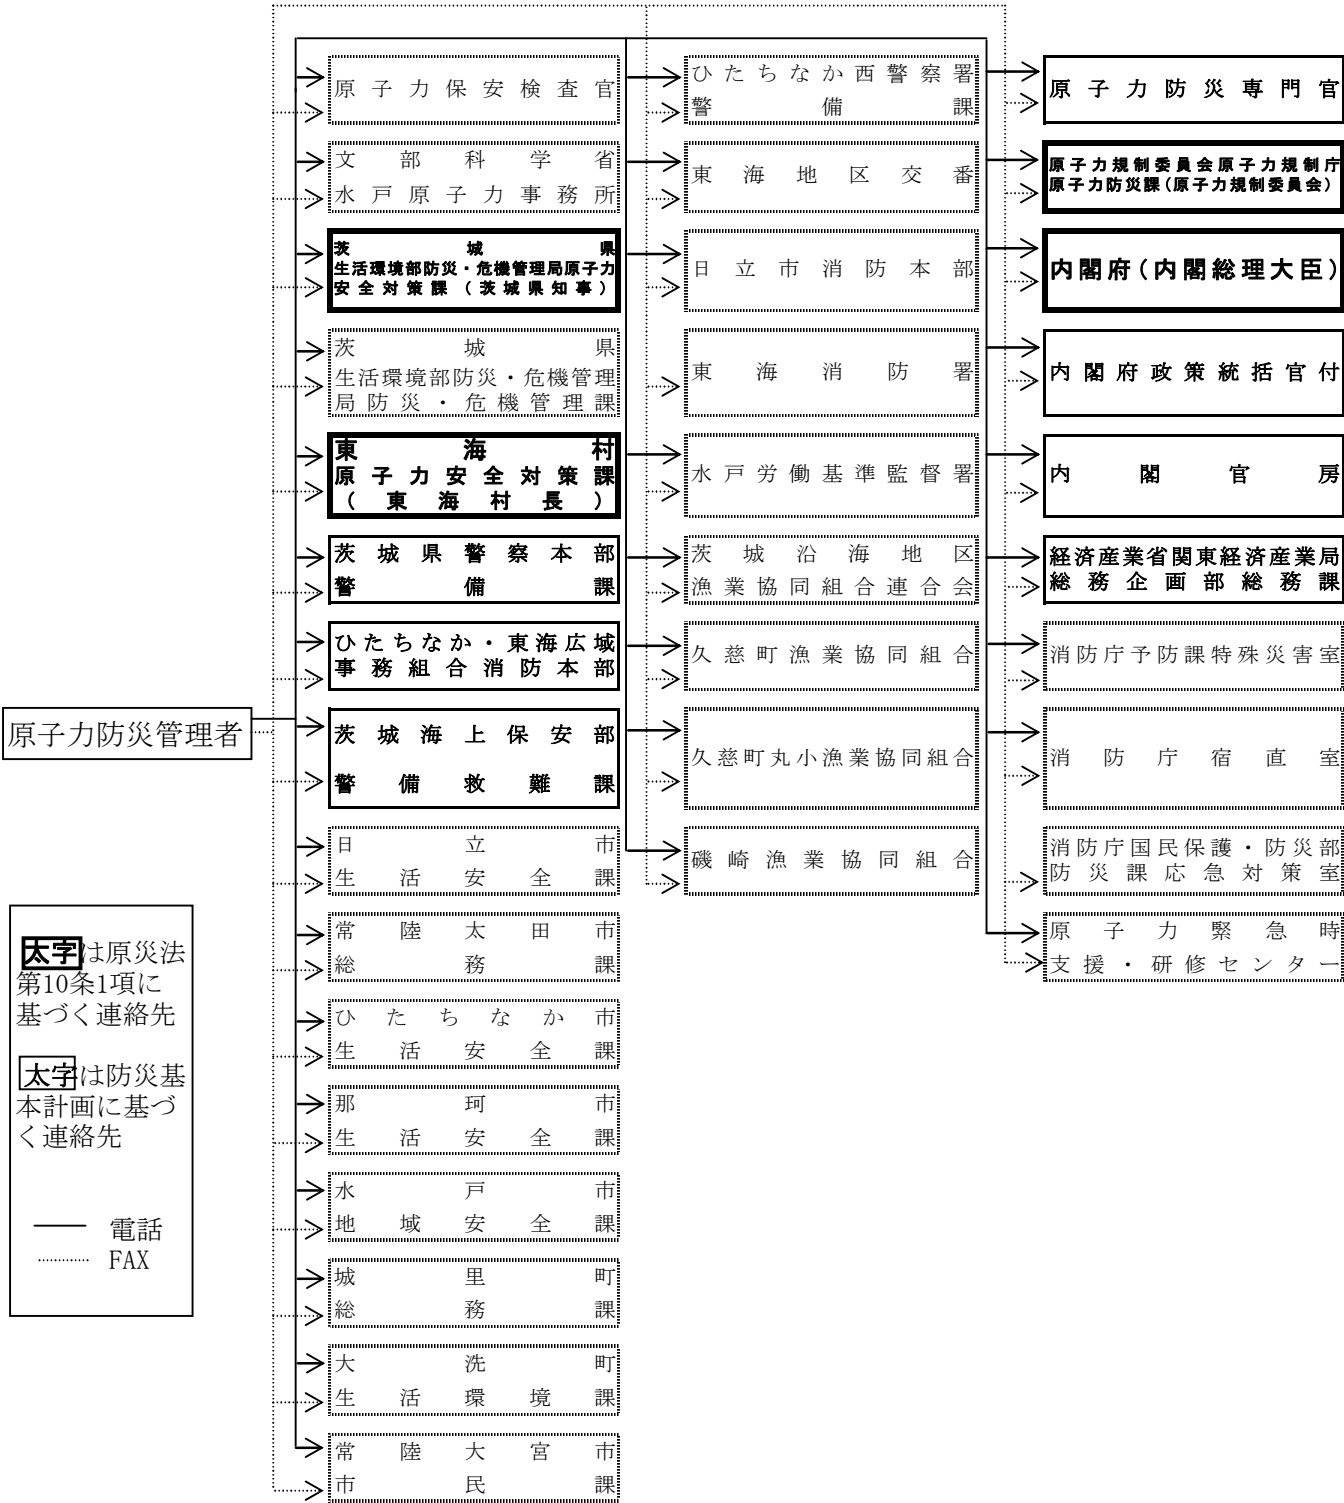 原子力防災管理者
原子力保安検査官
文部科学省
水戸原子力事務所
茨城県
生活環境部防災・危機管理局原子力
安全対策課(茨城県知事)
茨城県
生活環境部防災・危機管理
局防災・危機管理課
東海村
原子力安全対策課
(東海村長)
茨城県警察本部
警備課
ひたちなか・東海広域
事務組合消防本部
茨城海上保安部
警備救難課
日立市
生活安全課
常陸太田市
総務課
ひたちなか市
生活安全課
那珂市
生活安全課
水戸市
地域安全課
城里町
総務課
大洗町
生活環境課
常陸大宮市
市民課
ひたちなか西警察署
警備課
東海地区交番
日立市消防本部
東海消防署
水戸労働基準監督署
茨城沿海地区
漁業協同組合連合会
久慈町漁業協同組合
久慈町丸小漁業協同組合
磯崎漁業協同組合
原子力防災専門官
原子力規制委員会原子力規制庁
原子力防災課(原子力規制委員会)
内閣府(内閣総理大臣)
内閣府政策統括官付
内閣官房
経済産業省関東経済産業局
総務企画部総務課
消防庁予防課特殊災害室
消防庁宿直室
消防庁国民保護・防災部
防災課応急対策室
原子力緊急時
支援・研修センター
太字は原災法
第10条1項に
基づく連絡先
太字は防災基
本計画に基づ
く連絡先
電話
FAX